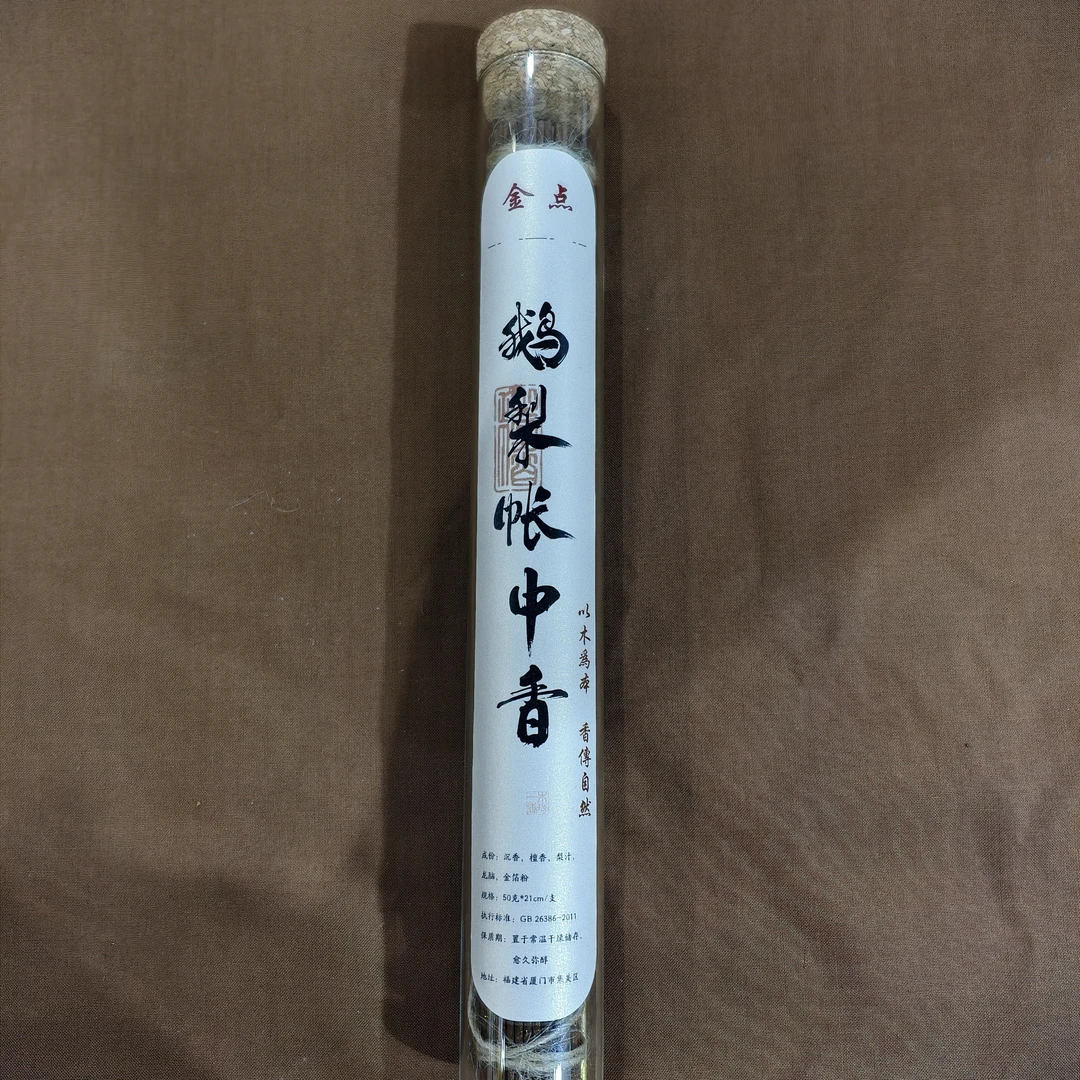 金点
鹅梨帐中香
以木為本 香傳自然
成份：沉香，檀香、梨汁，
龙脑，金箔粉
规格：50克*21cm/支
执行标准：GB 26386-2011
保质期：置于常温干燥储存，
愈久弥醇
地址：福建省厦门市集美区